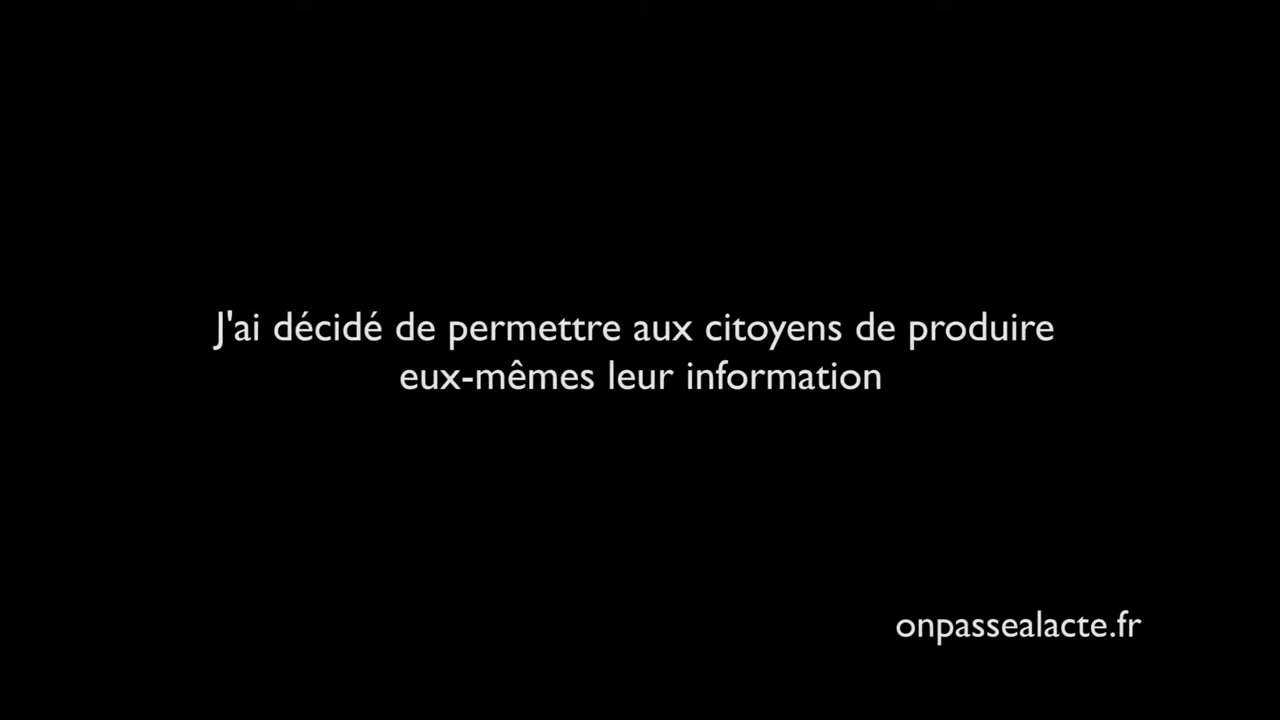 J'ai décidé de permettre aux citoyens de produire
eux-mêmes leur information
onpassealacte.fr